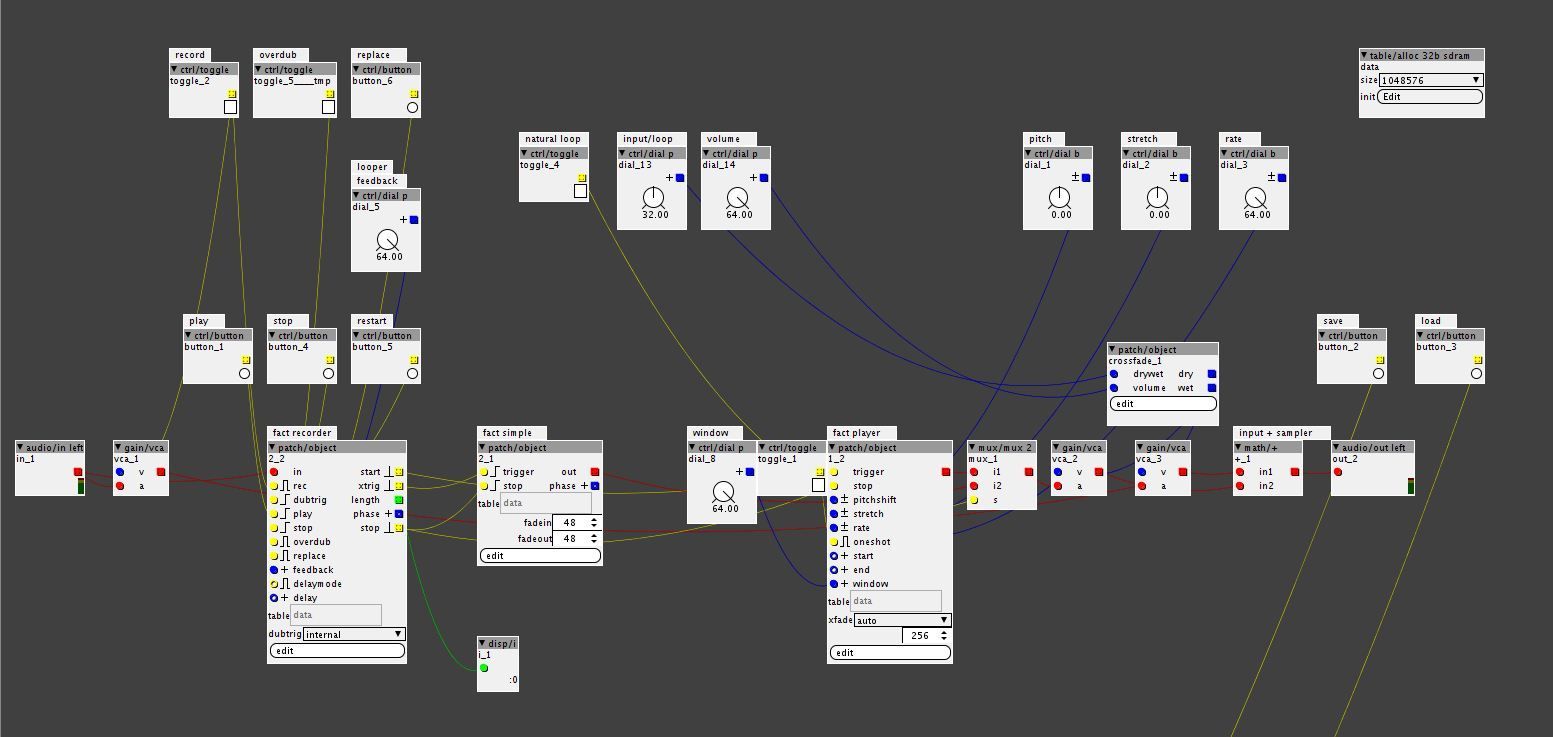 record
▼ ctrl/toggle
toggle_2
overdub
▼ ctrl/toggle
toggle_5___tmp
replace
▼ ctrl/button
button_6
▼ table/alloc 32b sdram
data
size 1048576 ▼
init Edit
looper
feedback
▼ ctrl/dial p
dial_5
+
64.00
natural loop
▼ ctrl/toggle
toggle_4
input/loop
▼ ctrl/dial p
dial_13
+
32.00
volume
▼ ctrl/dial p
dial_14
+
64.00
pitch
▼ ctrl/dial b
dial_1
±
0.00
stretch
▼ ctrl/dial b
dial_2
±
0.00
rate
▼ ctrl/dial b
dial_3
±
64.00
play
▼ ctrl/button
button_1
stop
▼ ctrl/button
button_4
restart
▼ ctrl/button
button_5
▼ patch/object
crossfade_1
drywet dry
volume wet
edit
save
▼ ctrl/button
button_2
load
▼ ctrl/button
button_3
▼ audio/in left
in_1
▼ gain/vca
vca_1
v
a
fact recorder
▼ patch/object
2_2
in start
rec xtrig
dubtrig length
play phase +
stop stop
overdub
replace
+ feedback
delaymode
+ delay
table data
dubtrig internal ▼
edit
fact simple
▼ patch/object
2_1
trigger out
stop phase +
table data
fadein 48
fadeout 48
edit
▼ disp/i
i_1
:0
window
▼ ctrl/dial p
dial_8
+
64.00
▼ ctrl/toggle
toggle_1
fact player
▼ patch/object
1_2
trigger
stop
± pitchshift
± stretch
± rate
oneshot
+ start
+ end
+ window
table data
xfade auto ▼
256
edit
▼ mux/mux 2
mux_1
i1
i2
s
▼ gain/vca
vca_2
v
a
▼ gain/vca
vca_3
v
a
input + sampler
▼ math/+
+_1
in1
in2
▼ audio/out left
out_2